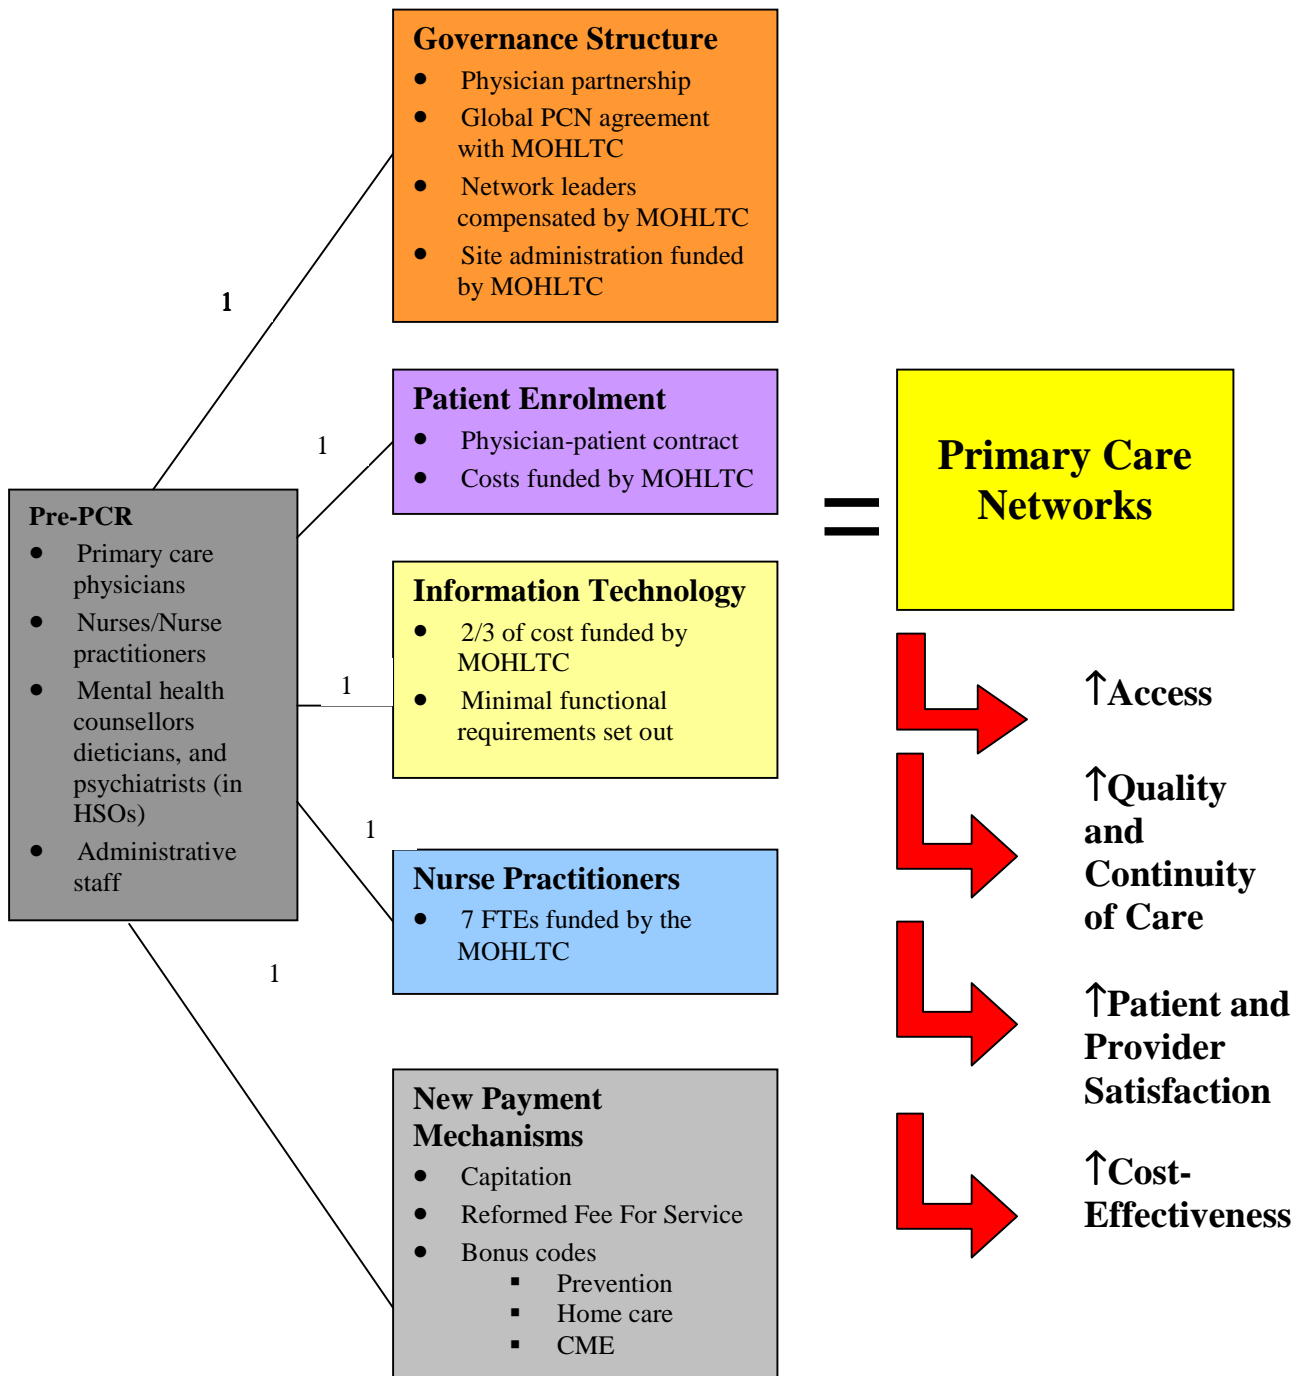 Governance Structure
● Physician partnership
● Global PCN agreement
with MOHLTC
● Network leaders
compensated by MOHLTC
● Site administration funded
by MOHLTC
1
Patient Enrolment
● Physician-patient contract
● Costs funded by MOHLTC
1
=
Primary Care
Networks
Pre-PCR
● Primary care
physicians
● Nurses/Nurse
practitioners
● Mental health
counsellors
dieticians, and
psychiatrists (in
HSOs)
● Administrative
staff
Information Technology
● 2/3 of cost funded by
MOHLTC
● Minimal functional
requirements set out
1
Nurse Practitioners
● 7 FTEs funded by the
MOHLTC
1
New Payment
Mechanisms
● Capitation
● Reformed Fee For Service
● Bonus codes
▪ Prevention
▪ Home care
▪ CME
1
↑Access
↑Quality
and
Continuity
of Care
↑Patient and
Provider
Satisfaction
↑Cost-
Effectiveness